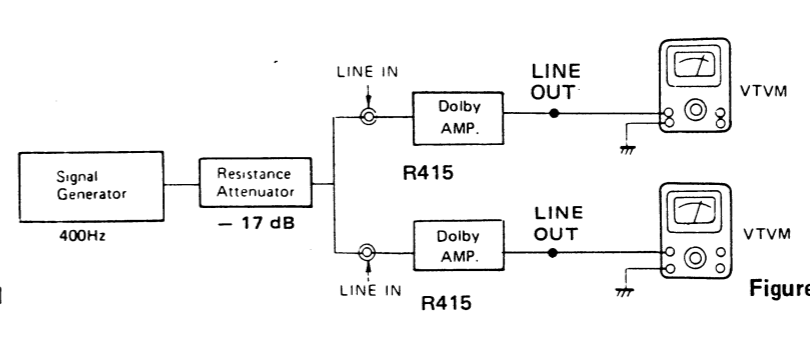 LINE IN
Dolby
AMP.
R415
LINE
OUT
VTVM
Signal
Generator
400Hz
Resistance
Attenuator
– 17 dB
LINE IN
Dolby
AMP.
R415
LINE
OUT
VTVM
Figure